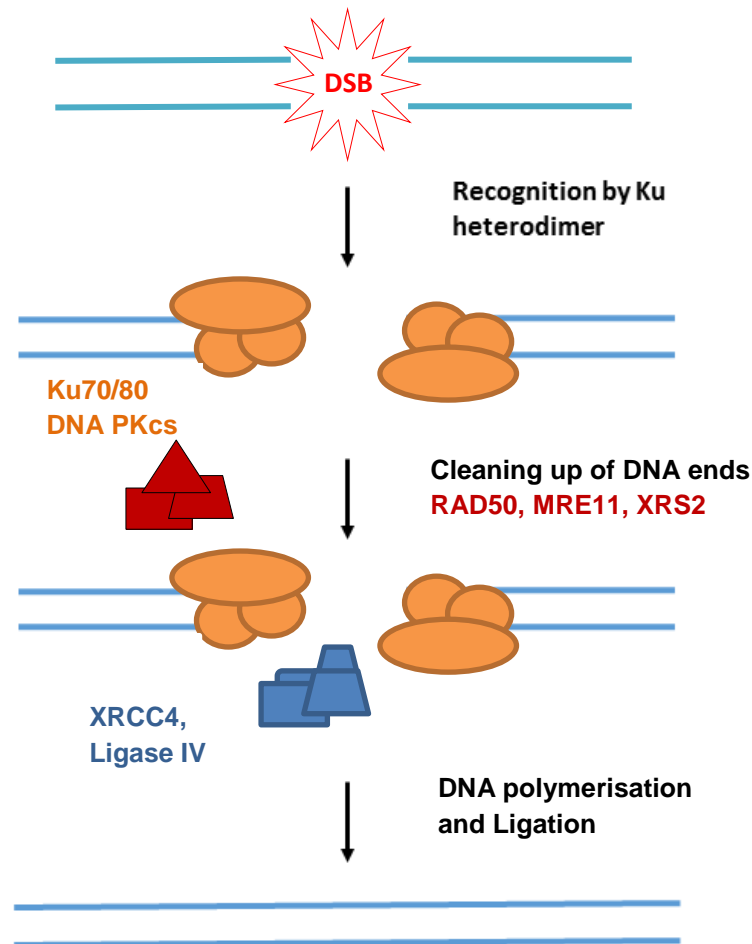 DSB
Recognition by Ku
heterodimer
Ku70/80
DNA PKcs
Cleaning up of DNA ends
RAD50, MRE11, XRS2
XRCC4,
Ligase IV
DNA polymerisation
and Ligation